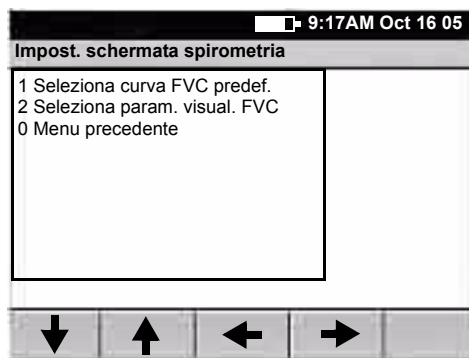 9:17AM Oct 16 05
Impost. schermata spirometria
1 Seleziona curva FVC predef.
2 Seleziona param. visual. FVC
0 Menu precedente